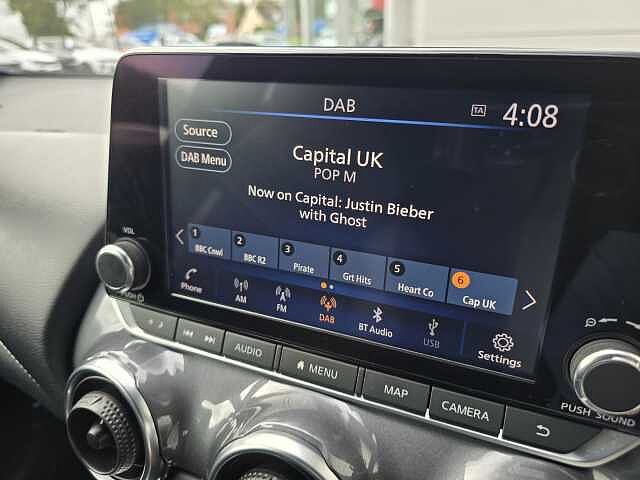 DAB
TA
4:08
Source
DAB Menu
Capital UK
POP M
Now on Capital: Justin Bieber
with Ghost
1 BBC Cnwl
2 BBC R2
3 Pirate
4 Grt Hits
5 Heart Co
6 Cap UK
Phone
AM
FM
DAB
BT Audio
USB
Settings
VOL
PUSH
AUDIO
MENU
MAP
CAMERA
PUSH SOUND